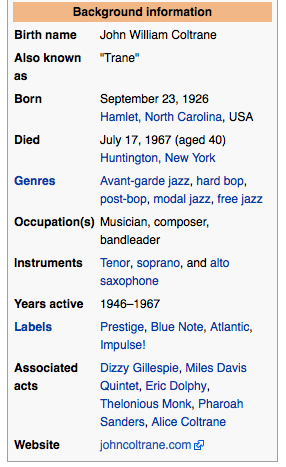 Background information
Birth name John William Coltrane
Also known "Trane"
as
Born September 23, 1926
Hamlet, North Carolina, USA
Died July 17, 1967 (aged 40)
Huntington, New York
Genres Avant-garde jazz, hard bop,
post-bop, modal jazz, free jazz
Occupation(s) Musician, composer,
bandleader
Instruments Tenor, soprano, and alto
saxophone
Years active 1946–1967
Labels Prestige, Blue Note, Atlantic,
Impulse!
Associated Dizzy Gillespie, Miles Davis
acts Quintet, Eric Dolphy,
Thelonious Monk, Pharoah
Sanders, Alice Coltrane
Website johncoltrane.com